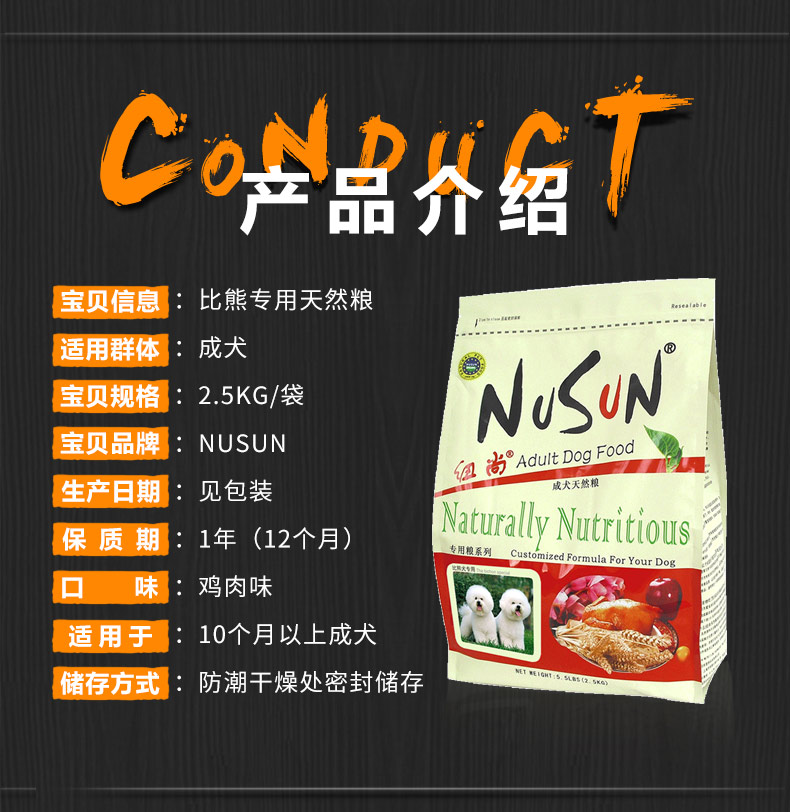 CONDUCT
产品介绍
宝贝信息：比熊专用天然粮
适用群体：成犬
宝贝规格：2.5KG/袋
宝贝品牌：NUSUN
生产日期：见包装
保质期：1年（12个月）
口味：鸡肉味
适用于：10个月以上成犬
储存方式：防潮干燥处密封储存
Resealable
NUSUN®
纽尚® Adult Dog Food
成犬天然粮
Naturally Nutritious
专用粮系列 Customized Formula For Your Dog
比熊犬专用
NET WEIGHT: 5.5LBS (2.5KG)